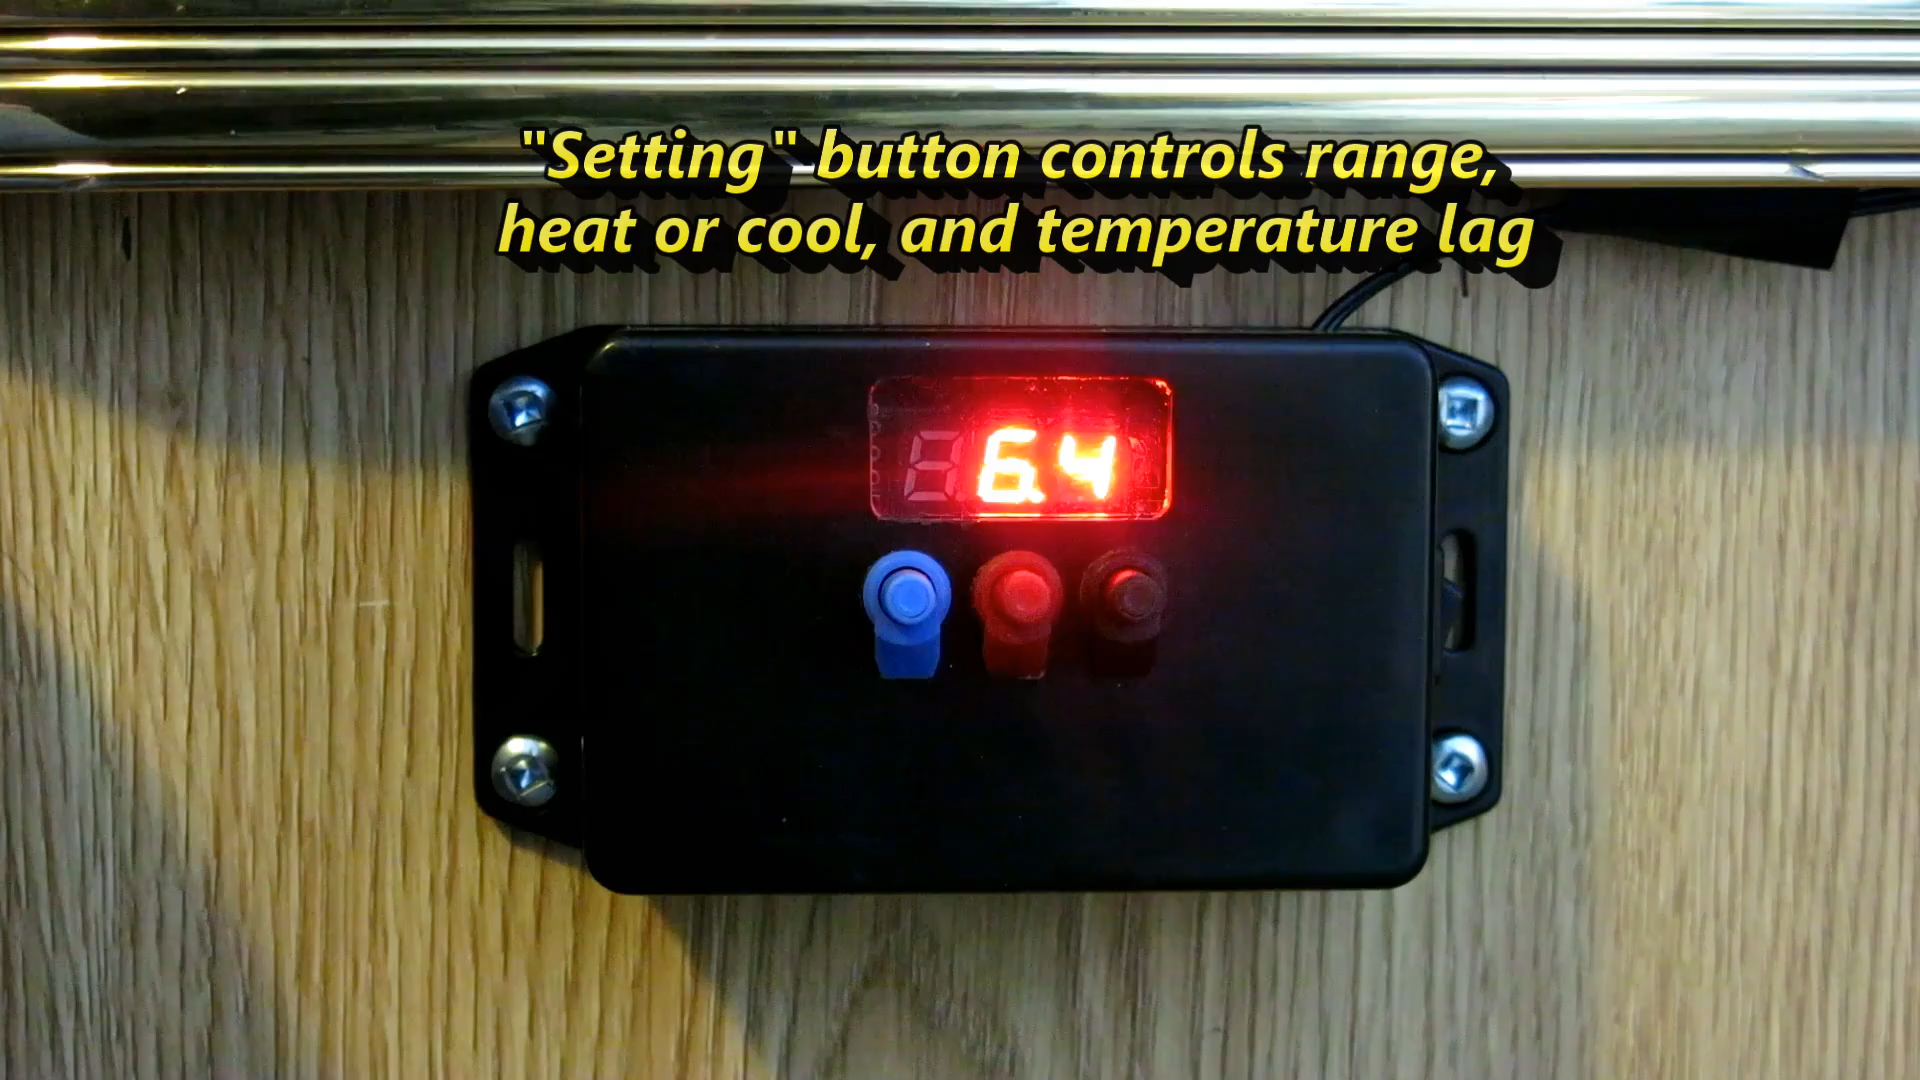 "Setting" button controls range,
heat or cool, and temperature lag
6.4